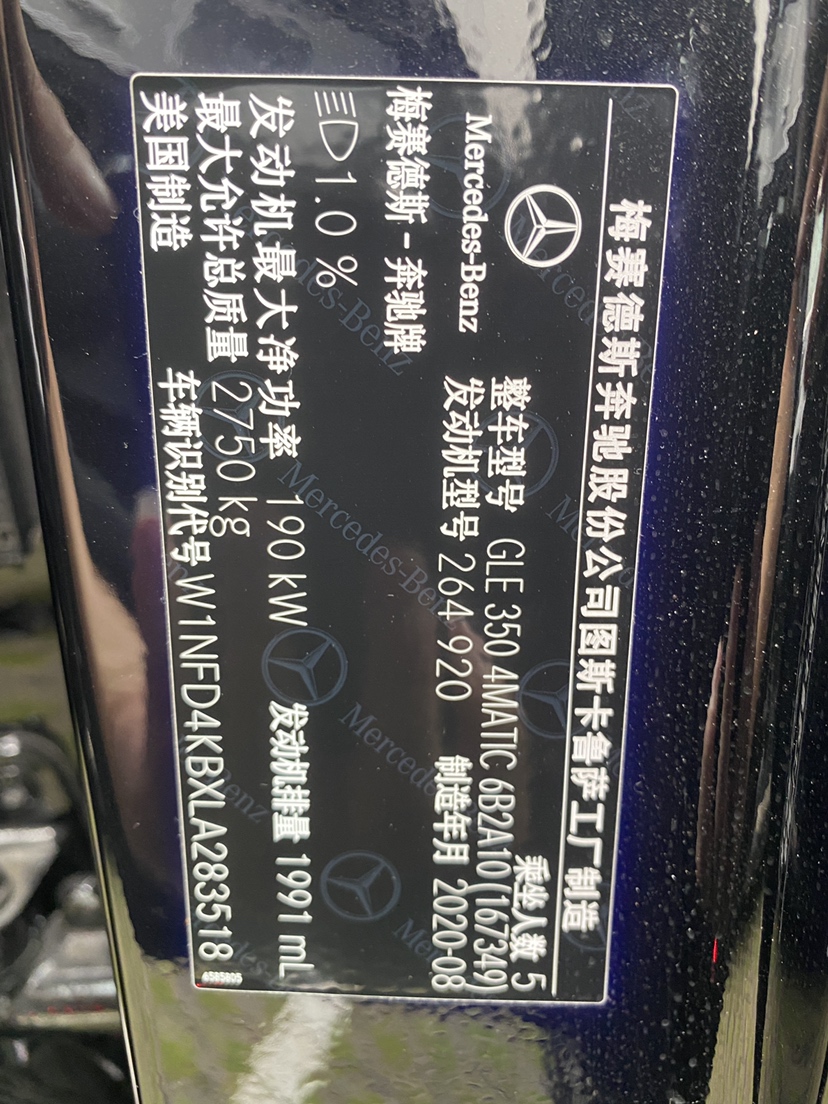 梅赛德斯奔驰股份公司图斯卡鲁萨工厂制造
Mercedes-Benz
乘坐人数 5
整车型号 GLE 350 4MATIC 6B2A10(167349)
梅赛德斯-奔驰牌
发动机型号 264 920
制造年月 2020-08
1.0 %
发动机最大净功率 190 kW
发动机排量 1991 mL
最大允许总质量 2750 kg
美国制造
车辆识别代号 W1NFD4KBXLA283518